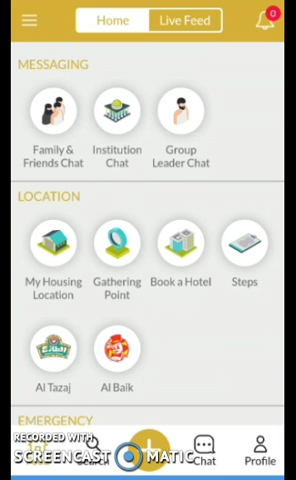 Home
Live Feed
0
MESSAGING
Family &
Friends Chat
Institution
Chat
Group
Leader Chat
LOCATION
My Housing
Location
Gathering
Point
Book a Hotel
Steps
Al Tazaj
Al Baik
EMERGENCY
RECORDED WITH
SCREENCAST
MATIC
Search
Chat
Profile